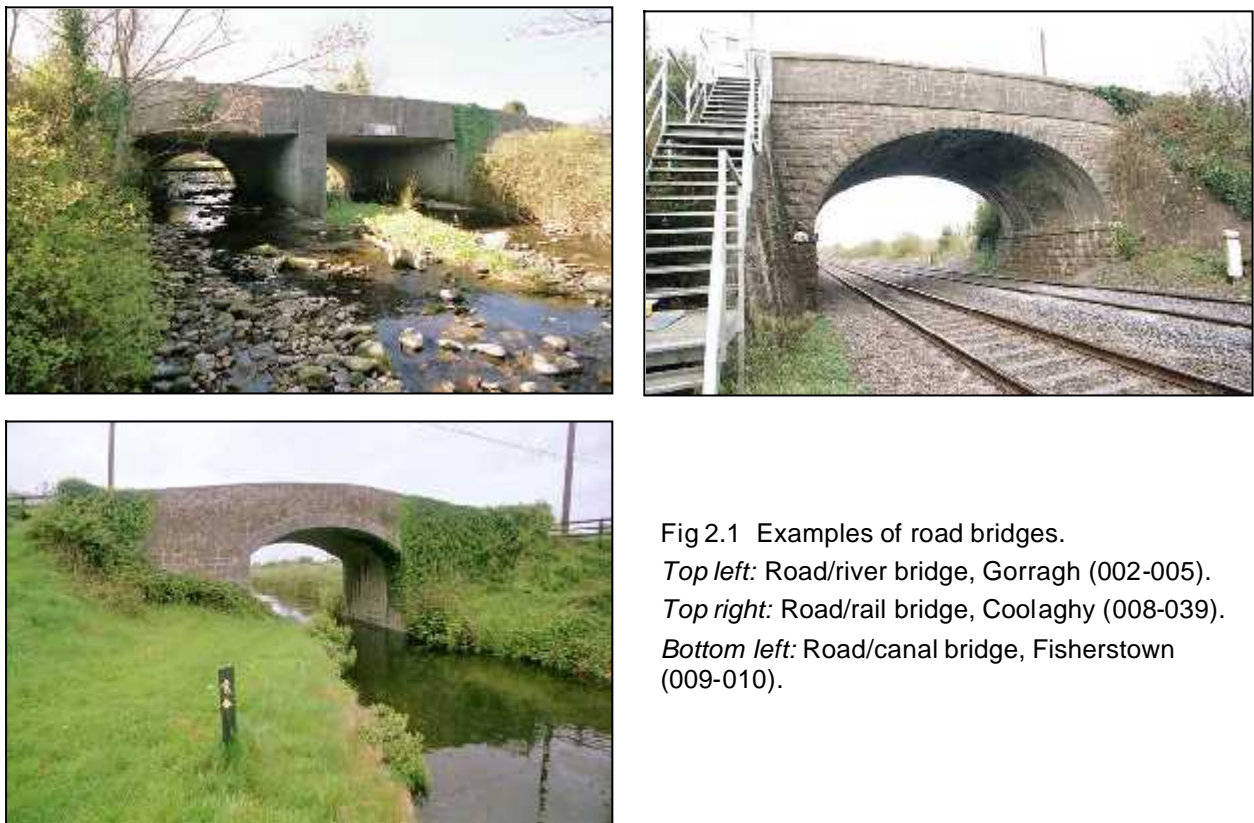 Fig 2.1 Examples of road bridges.
Top left: Road/river bridge, Gorragh (002-005).
Top right: Road/rail bridge, Coolaghy (008-039).
Bottom left: Road/canal bridge, Fisherstown
(009-010).